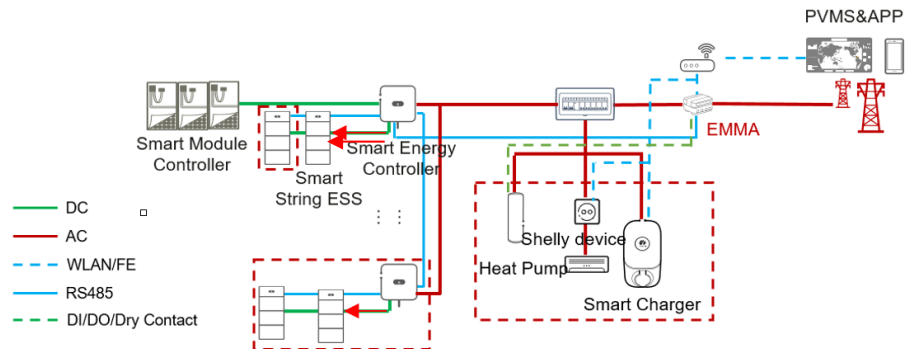 PVMS&APP
EMMA
Smart Module
Controller
Smart Energy
Controller
Smart
String ESS
Shelly device
Heat Pump
Smart Charger
DC
AC
WLAN/FE
RS485
DI/DO/Dry Contact